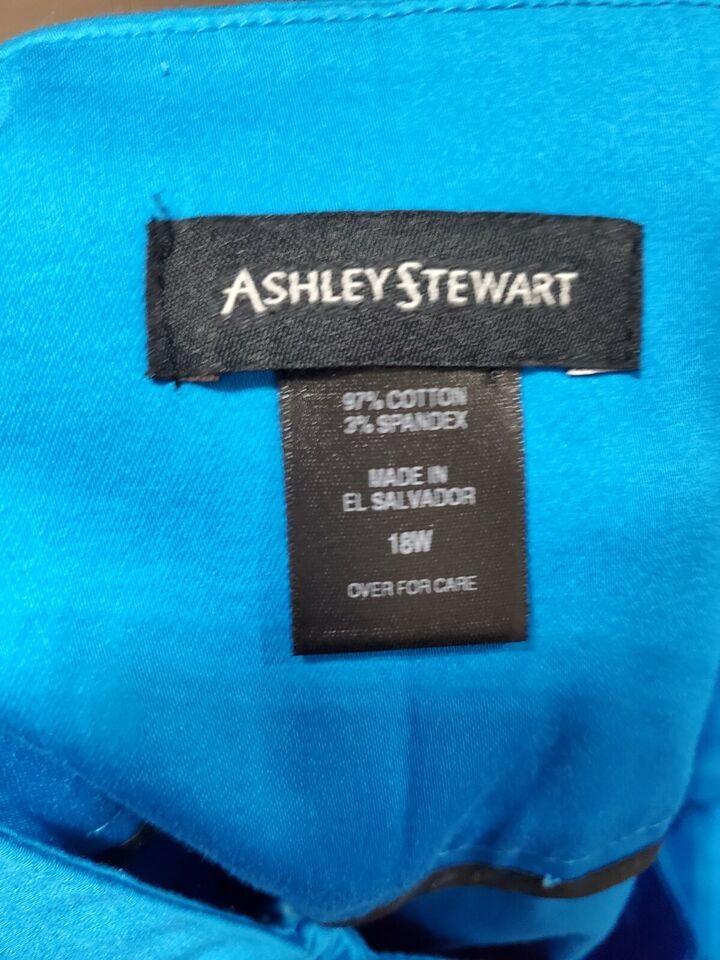 ASHLEY STEWART
97% COTTON
3% SPANDEX
MADE IN
EL SALVADOR
18W
OVER FOR CARE